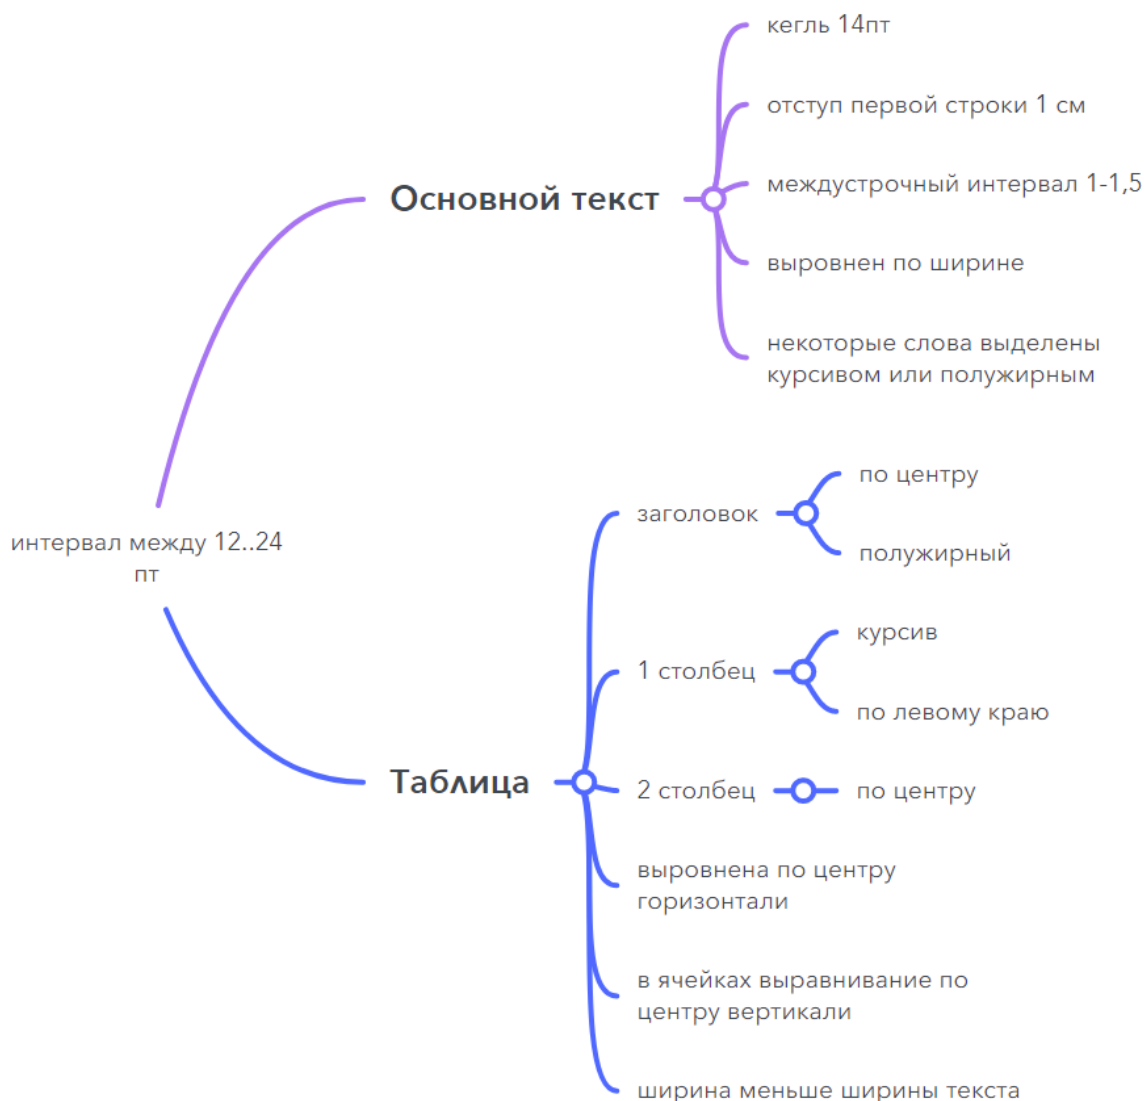 кегль 14пт
отступ первой строки 1 см
междустрочный интервал 1-1,5
Основной текст
выровнен по ширине
некоторые слова выделены
курсивом или полужирным
интервал между 12..24
пт
по центру
заголовок
полужирный
курсив
1 столбец
по левому краю
Таблица
2 столбец
по центру
выровнена по центру
горизонтали
в ячейках выравнивание по
центру вертикали
ширина меньше ширины текста